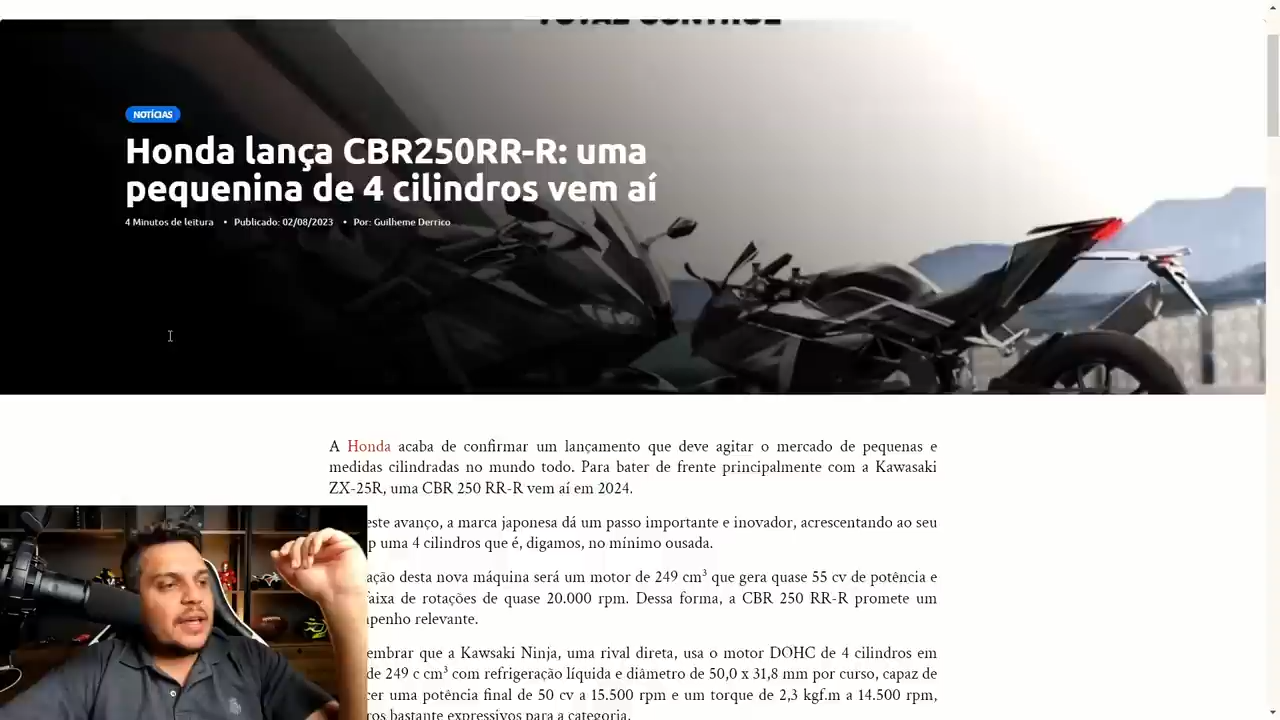 TOTAL CONTROL
NOTÍCIAS
Honda lança CBR250RR-R: uma
pequenina de 4 cilindros vem aí
4 Minutos de leitura • Publicado: 02/08/2023 • Por: Guilheme Derrico
A Honda acaba de confirmar um lançamento que deve agitar o mercado de pequenas e
medidas cilindradas no mundo todo. Para bater de frente principalmente com a Kawasaki
ZX-25R, uma CBR 250 RR-R vem aí em 2024.
este avanço, a marca japonesa dá um passo importante e inovador, acrescentando ao seu
p uma 4 cilindros que é, digamos, no mínimo ousada.
ação desta nova máquina será um motor de 249 cm³ que gera quase 55 cv de potência e
faixa de rotações de quase 20.000 rpm. Dessa forma, a CBR 250 RR-R promete um
penho relevante.
embrar que a Kawsaki Ninja, uma rival direta, usa o motor DOHC de 4 cilindros em
de 249 c cm³ com refrigeração líquida e diâmetro de 50,0 x 31,8 mm por curso, capaz de
cer uma potência final de 50 cv a 15.500 rpm e um torque de 2,3 kgf.m a 14.500 rpm,
ros bastante expressivos para a categoria.